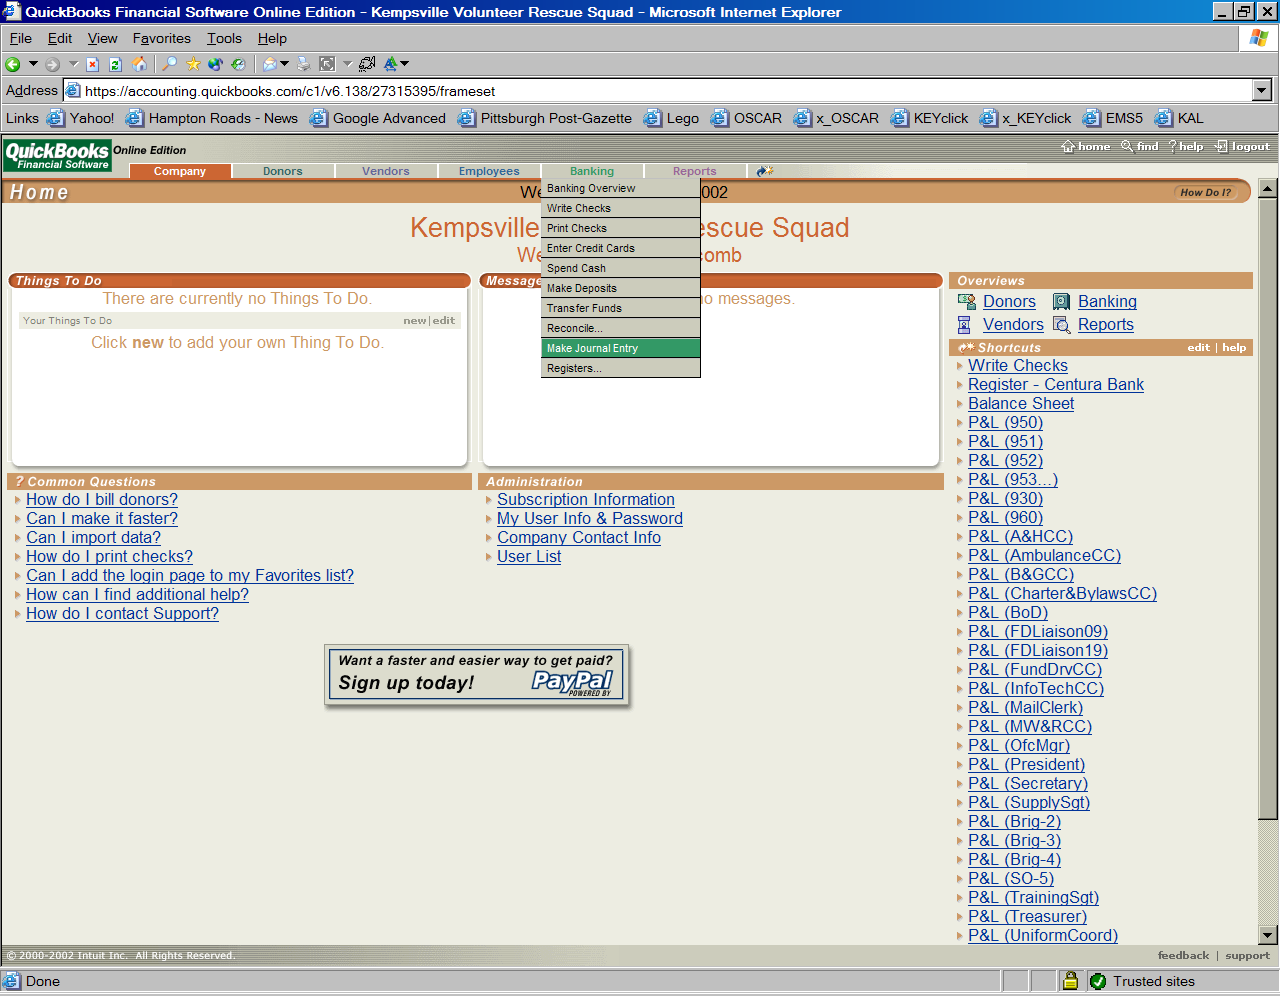 QuickBooks Financial Software Online Edition - Kempsville Volunteer Rescue Squad - Microsoft Internet Explorer
File Edit View Favorites Tools Help
Address https://accounting.quickbooks.com/c1/v6.138/27315395/frameset
Links Yahoo! Hampton Roads - News Google Advanced Pittsburgh Post-Gazette Lego OSCAR x_OSCAR KEYclick x_KEYclick EMS5 KAL
QuickBooks Online Edition
Financial Software
home find ? help logout
Company Donors Vendors Employees Banking Reports
Home
We
002
How Do I?
Kempsville
escue Squad
We
comb
Banking Overview
Write Checks
Print Checks
Enter Credit Cards
Spend Cash
Make Deposits
Transfer Funds
Reconcile...
Make Journal Entry
Registers...
Things To Do
There are currently no Things To Do.
Your Things To Do new|edit
Click new to add your own Thing To Do.
Message
no messages.
Overviews
Donors Banking
Vendors Reports
Shortcuts edit | help
Write Checks
Register - Centura Bank
Balance Sheet
P&L (950)
P&L (951)
P&L (952)
P&L (953...)
P&L (930)
P&L (960)
P&L (A&HCC)
P&L (AmbulanceCC)
P&L (B&GCC)
P&L (Charter&BylawsCC)
P&L (BoD)
P&L (FDLiaison09)
P&L (FDLiaison19)
P&L (FundDrvCC)
P&L (InfoTechCC)
P&L (MailClerk)
P&L (MW&RCC)
P&L (OfcMgr)
P&L (President)
P&L (Secretary)
P&L (SupplySgt)
P&L (Brig-2)
P&L (Brig-3)
P&L (Brig-4)
P&L (SO-5)
P&L (TrainingSgt)
P&L (Treasurer)
P&L (UniformCoord)
? Common Questions
How do I bill donors?
Can I make it faster?
Can I import data?
How do I print checks?
Can I add the login page to my Favorites list?
How can I find additional help?
How do I contact Support?
Administration
Subscription Information
My User Info & Password
Company Contact Info
User List
Want a faster and easier way to get paid?
Sign up today! PayPal
POWERED BY
© 2000-2002 Intuit Inc. All Rights Reserved.
feedback | support
Done
Trusted sites